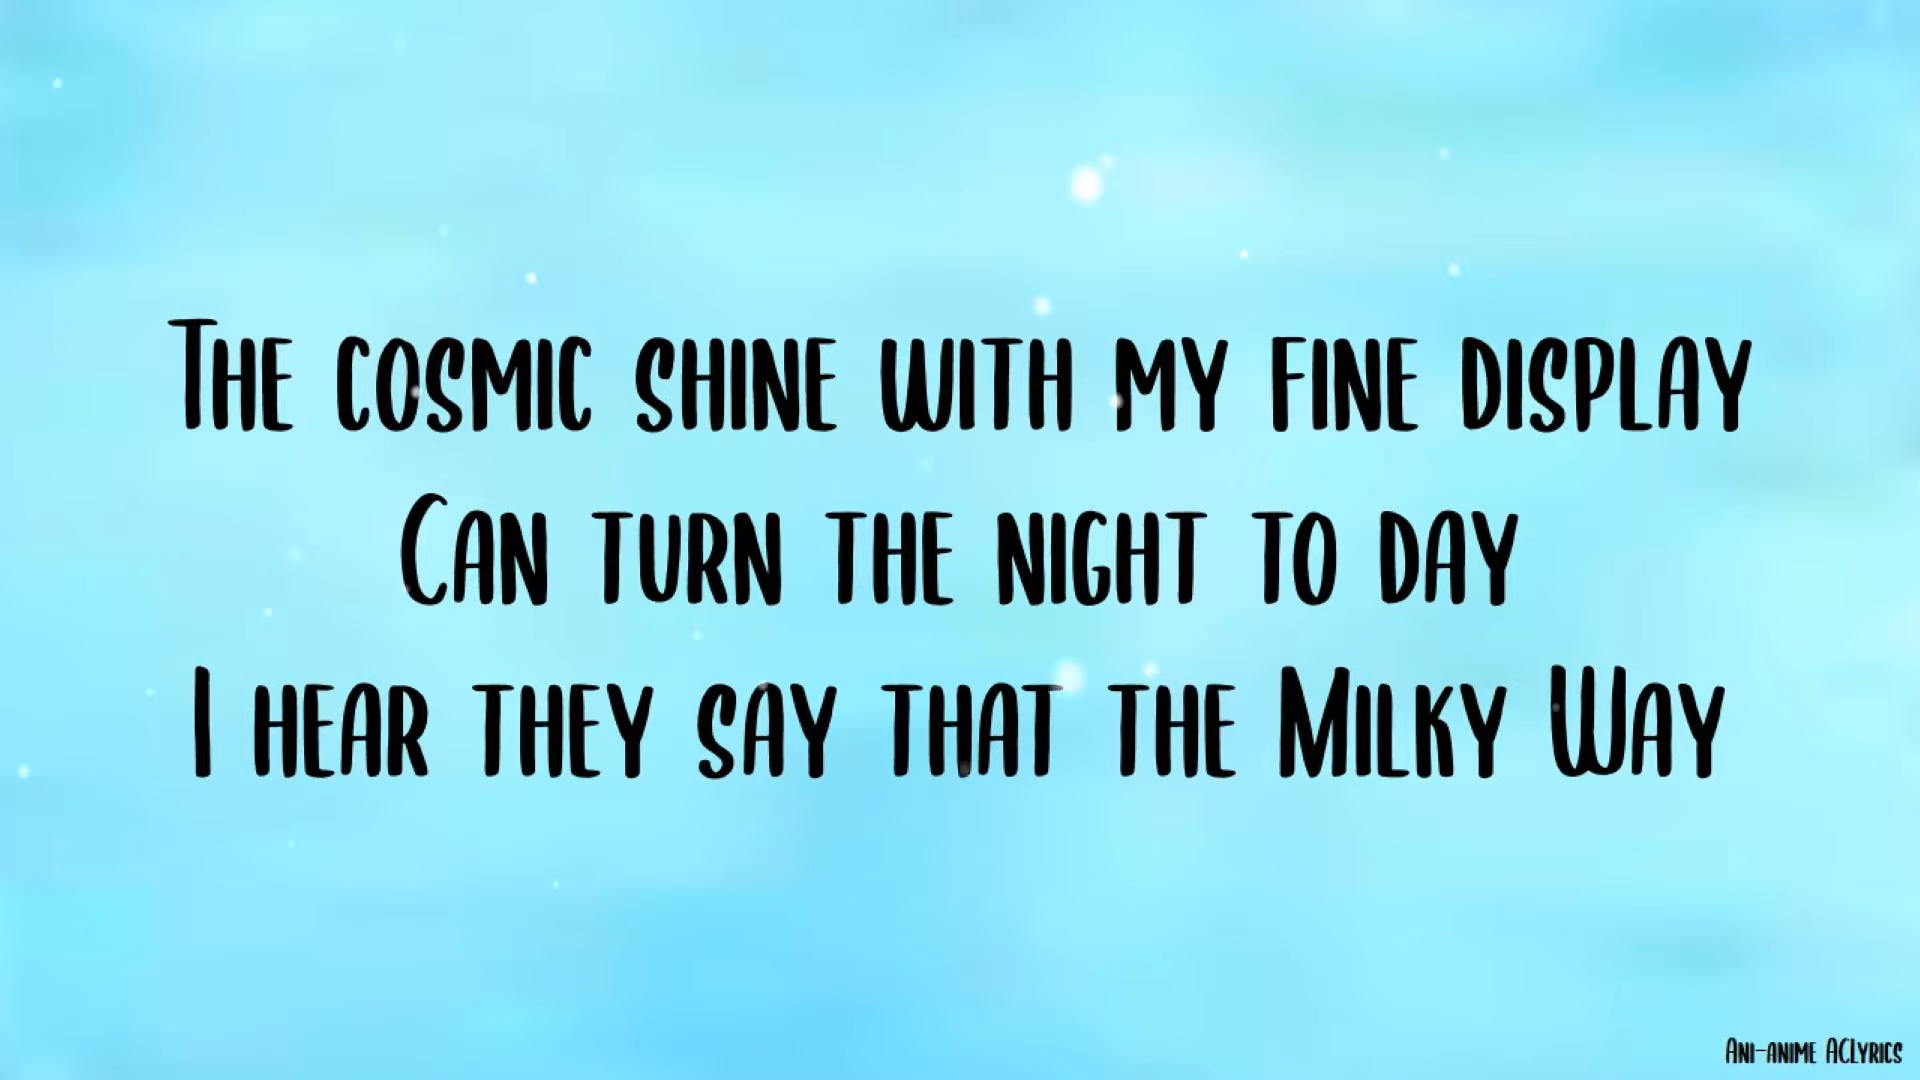 The cosmic shine with my fine display
Can turn the night to day
I hear they say that the Milky Way
Ani-anime ACLyrics